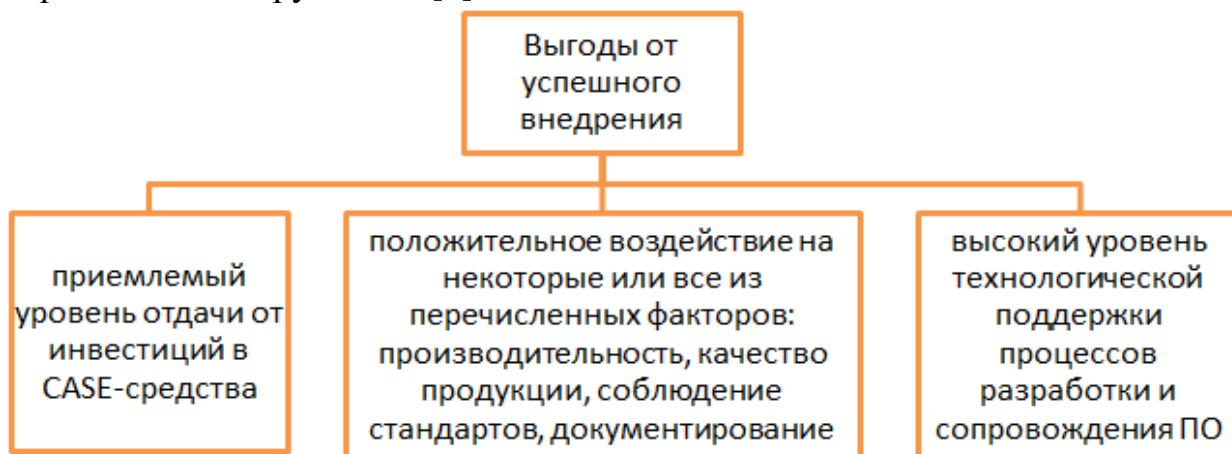 Выгоды от
успешного
внедрения
приемлемый
уровень отдачи от
инвестиций в
CASE-средства
положительное воздействие на
некоторые или все из
перечисленных факторов:
производительность, качество
продукции, соблюдение
стандартов, документирование
высокий уровень
технологической
поддержки
процессов
разработки и
сопровождения ПО